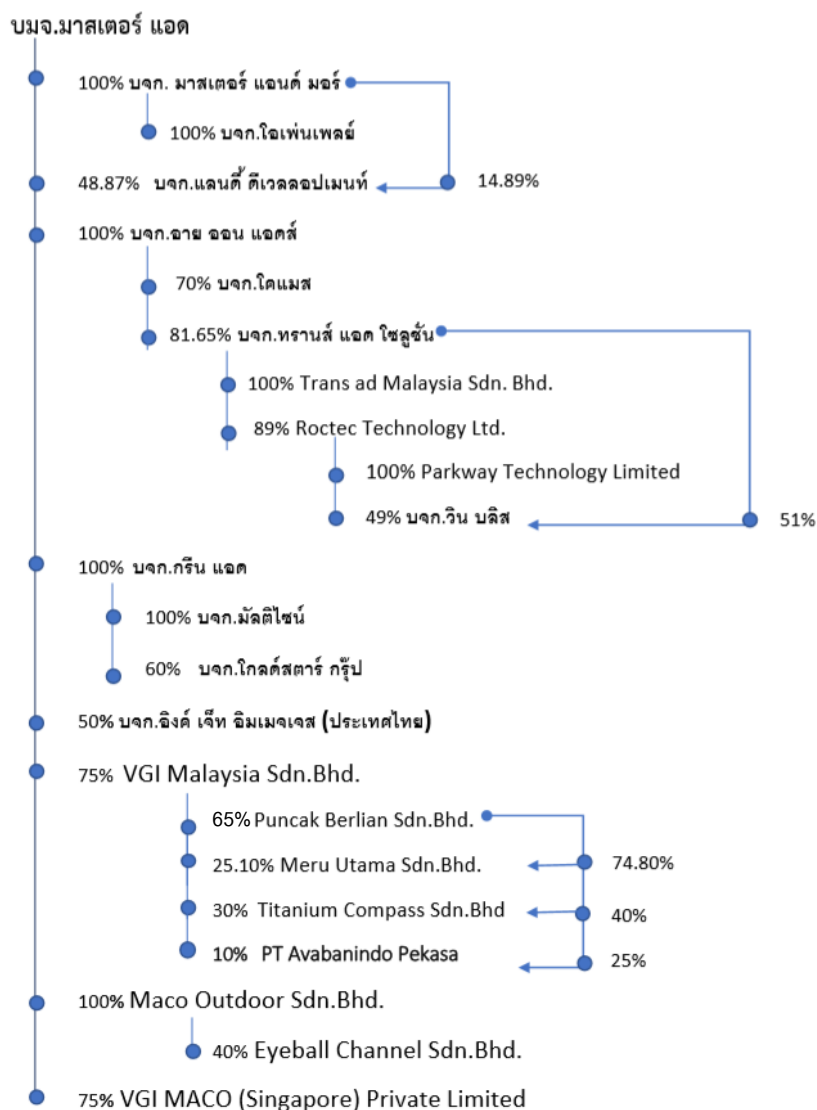 บมจ.มาสเตอร์ แอด
100% บจก. มาสเตอร์ แอนด์ มอร์
100% บจก.โอเพ่นเพลย์
48.87% บจก.แลนดี้ ดีเวลลอปเมนท์ 14.89%
100% บจก.อาย ออน แอดส์
70% บจก.โคแมส
81.65% บจก.ทรานส์ แอด โซลูชั่น
100% Trans ad Malaysia Sdn. Bhd.
89% Roctec Technology Ltd.
100% Parkway Technology Limited
49% บจก.วิน บลิส 51%
100% บจก.กรีน แอด
100% บจก.มัลติไซน์
60% บจก.โกลด์สตาร์ กรุ๊ป
50% บจก.อิงค์ เจ็ท อิมเมจเจส (ประเทศไทย)
75% VGI Malaysia Sdn.Bhd.
65% Puncak Berlian Sdn.Bhd.
25.10% Meru Utama Sdn.Bhd. 74.80%
30% Titanium Compass Sdn.Bhd 40%
10% PT Avabanindo Pekasa 25%
100% Maco Outdoor Sdn.Bhd.
40% Eyeball Channel Sdn.Bhd.
75% VGI MACO (Singapore) Private Limited